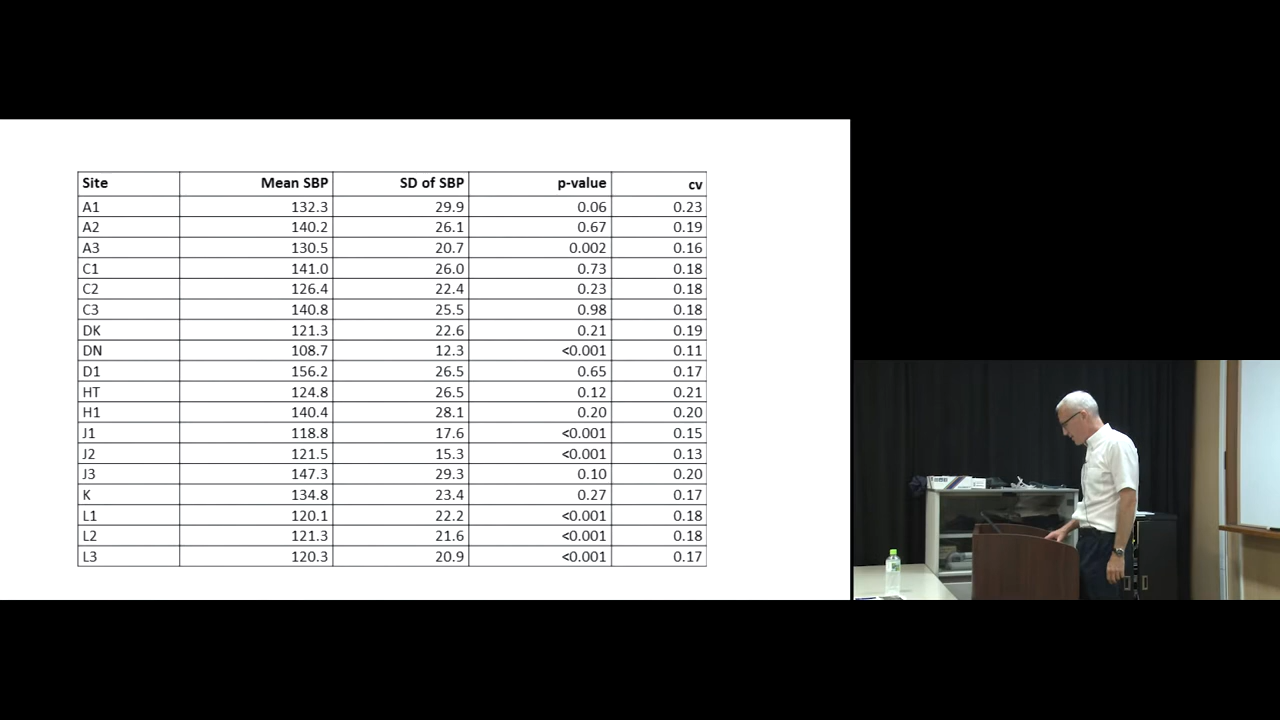 Site Mean SBP SD of SBP p-value cv
A1 132.3 29.9 0.06 0.23
A2 140.2 26.1 0.67 0.19
A3 130.5 20.7 0.002 0.16
C1 141.0 26.0 0.73 0.18
C2 126.4 22.4 0.23 0.18
C3 140.8 25.5 0.98 0.18
DK 121.3 22.6 0.21 0.19
DN 108.7 12.3 <0.001 0.11
D1 156.2 26.5 0.65 0.17
HT 124.8 26.5 0.12 0.21
H1 140.4 28.1 0.20 0.20
J1 118.8 17.6 <0.001 0.15
J2 121.5 15.3 <0.001 0.13
J3 147.3 29.3 0.10 0.20
K 134.8 23.4 0.27 0.17
L1 120.1 22.2 <0.001 0.18
L2 121.3 21.6 <0.001 0.18
L3 120.3 20.9 <0.001 0.17